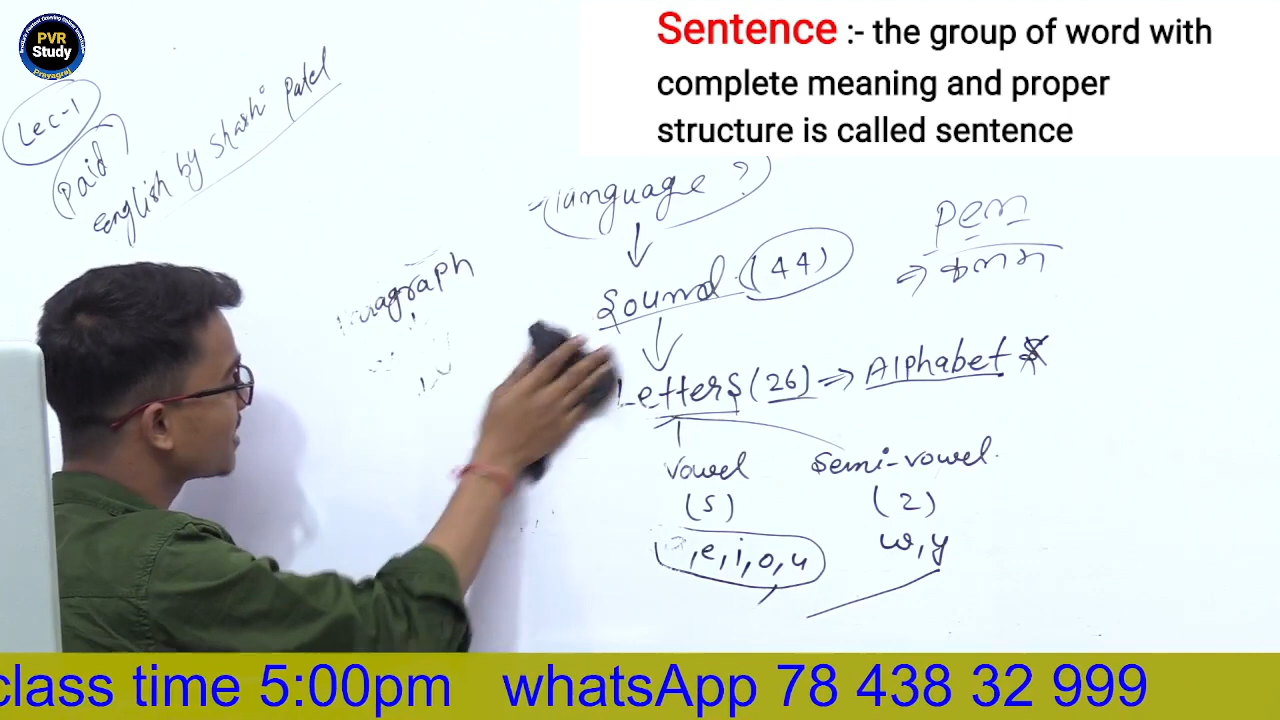 PVR
Study
Prayagraj
Sentence :- the group of word with
complete meaning and proper
structure is called sentence
Lec-1
Paid
English by Shashi Patel
language ?
Sound (44)
Pen
⇒ कलम
Paragraph
Letters (26) ⇒ Alphabet
Vowel
Semi-vowel.
(5)
(2)
,e,i,o,u
w,y
class time 5:00pm whatsApp 78 438 32 999